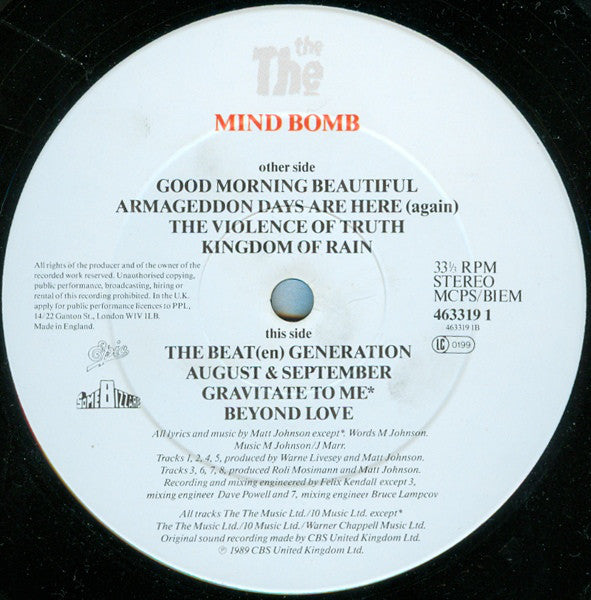 the
The
MIND BOMB
other side
GOOD MORNING BEAUTIFUL
ARMAGEDDON DAYS ARE HERE (again)
THE VIOLENCE OF TRUTH
KINGDOM OF RAIN
All rights of the producer and of the owner of the
recorded work reserved. Unauthorised copying,
public performance, broadcasting, hiring or
rental of this recording prohibited. In the U.K.
apply for public performance licences to PPL,
14/22 Ganton St., London W1V 1LB.
Made in England.
33⅓ RPM
STEREO
MCPS/BIEM
463319 1
463319 1B
LC 0199
Epic
SOME BIZZARE
this side
THE BEAT(en) GENERATION
AUGUST & SEPTEMBER
GRAVITATE TO ME*
BEYOND LOVE
All lyrics and music by Matt Johnson except*. Words M Johnson.
Music M Johnson/J Marr.
Tracks 1, 2, 4, 5, produced by Warne Livesey and Matt Johnson.
Tracks 3, 6, 7, 8, produced Roli Mosimann and Matt Johnson.
Recording and mixing engineered by Felix Kendall except 3,
mixing engineer Dave Powell and 7, mixing engineer Bruce Lampcov
All tracks The The Music Ltd./10 Music Ltd. except*
The The Music Ltd./10 Music Ltd./Warner Chappell Music Ltd.
Original sound recording made by CBS United Kingdom Ltd.
℗ 1989 CBS United Kingdom Ltd.